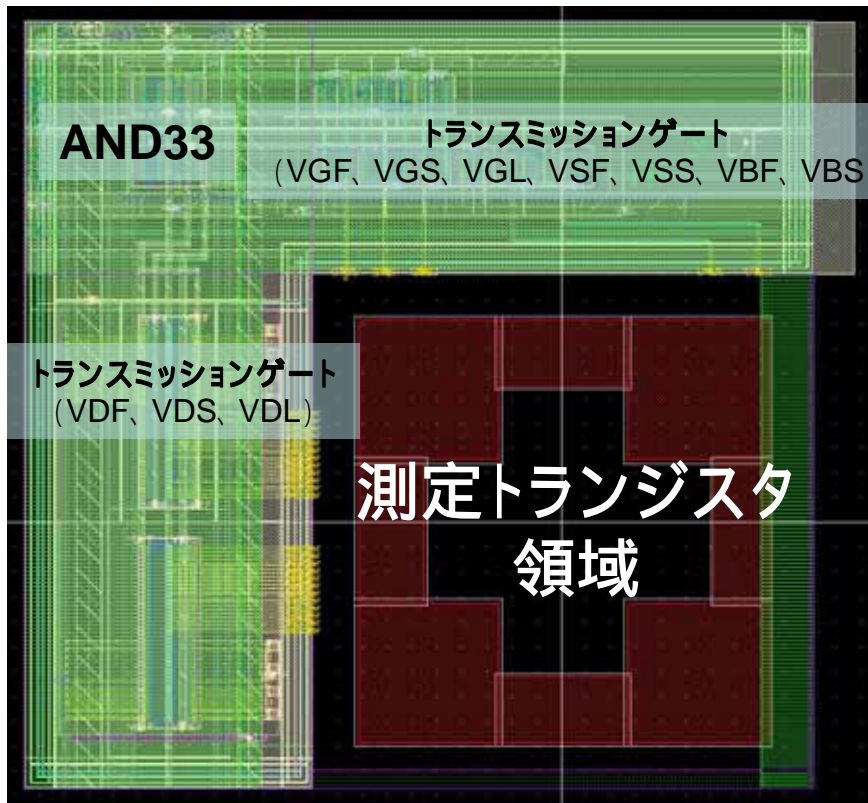 AND33
トランスミッションゲート
(VGF、VGS、VGL、VSF、VSS、VBF、VBS
トランスミッションゲート
(VDF、VDS、VDL)
測定トランジスタ
領域